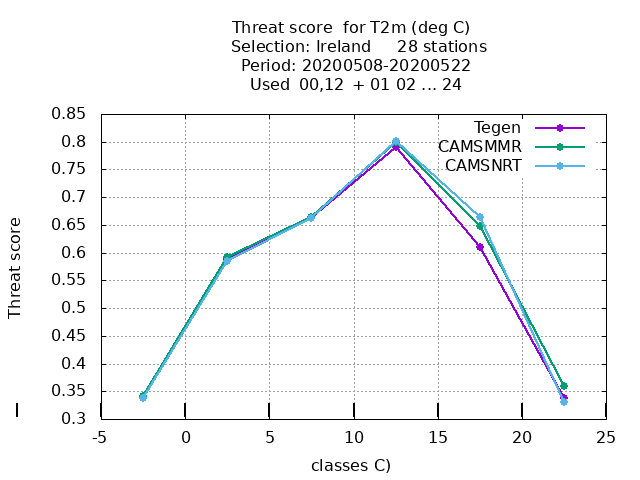 Threat score for T2m (deg C)
Selection: Ireland 28 stations
Period: 20200508-20200522
Used 00,12 + 01 02 ... 24
Tegen
CAMSMMR
CAMSNRT
0.85
0.8
0.75
0.7
0.65
0.6
0.55
0.5
0.45
0.4
0.35
0.3
Threat score
-5 0 5 10 15 20 25
classes C)